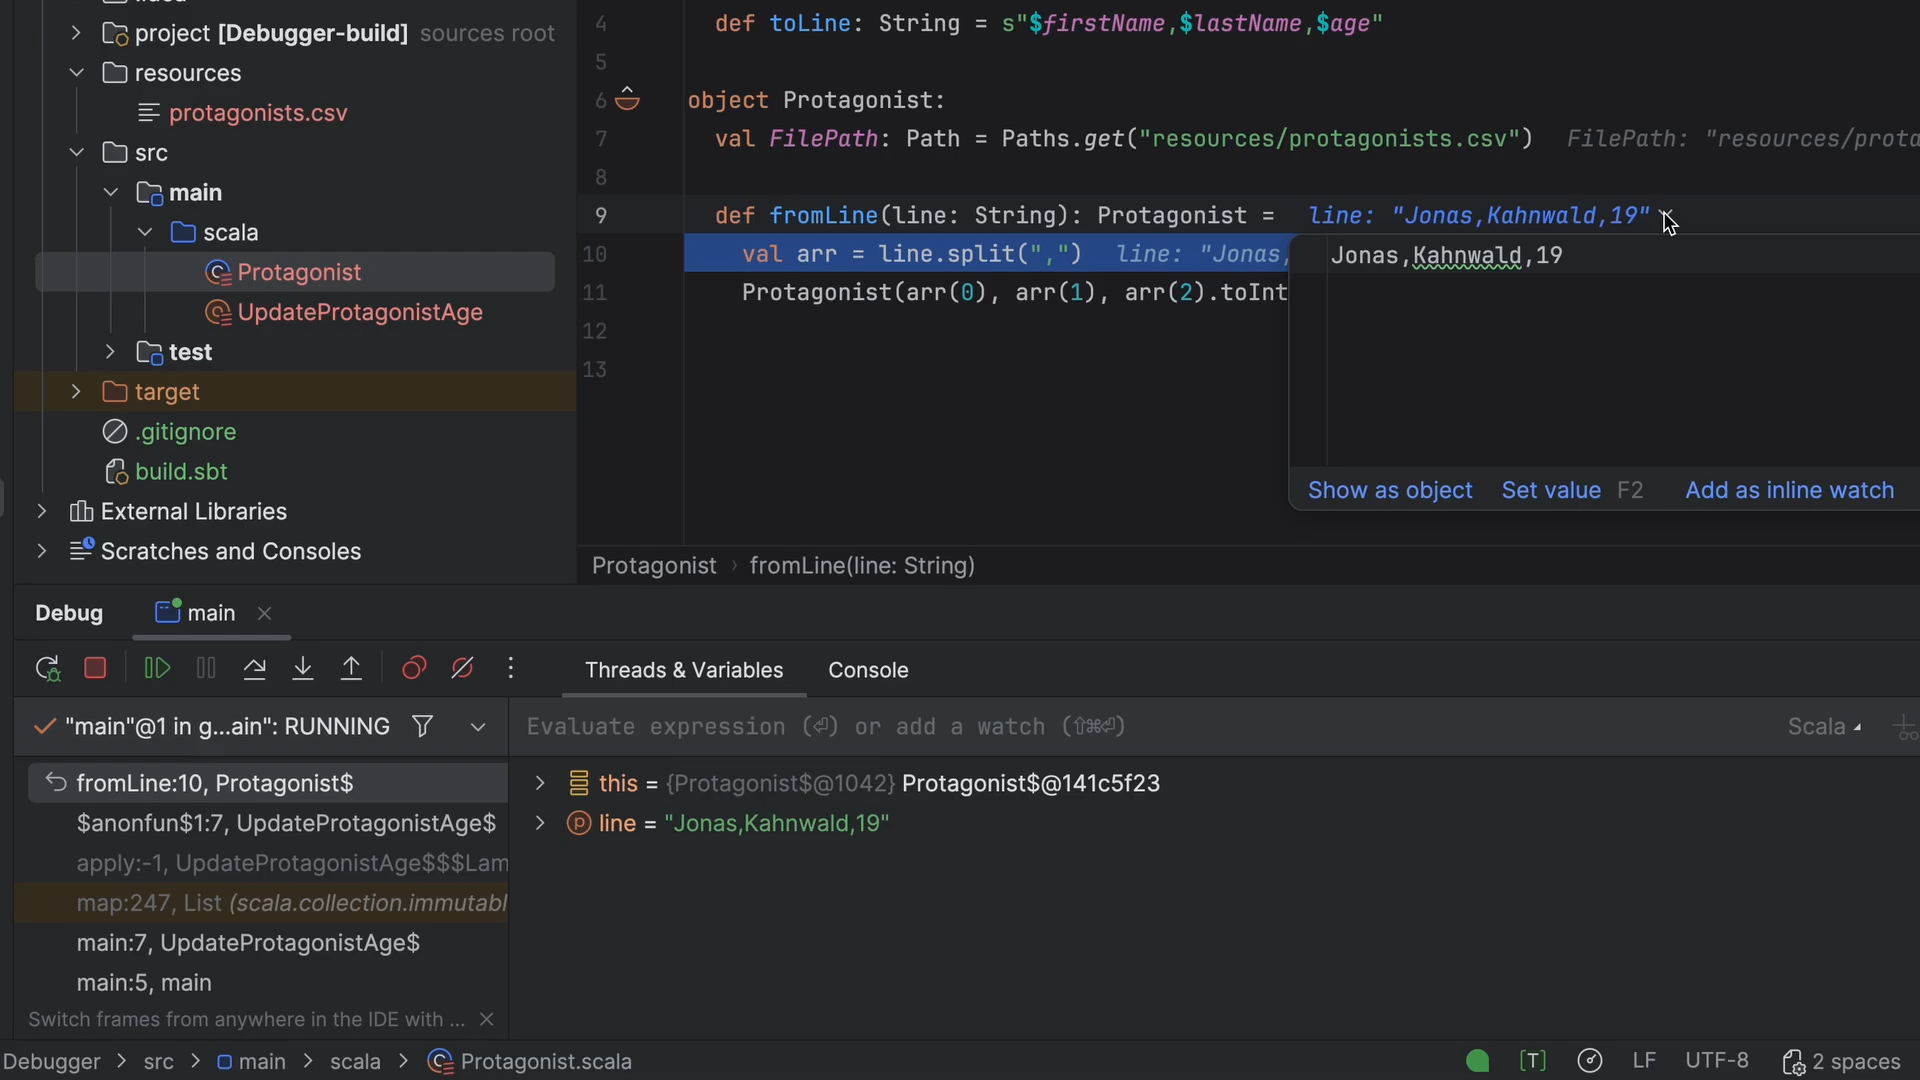 project [Debugger-build] sources root
resources
protagonists.csv
src
main
scala
Protagonist
UpdateProtagonistAge
test
target
.gitignore
build.sbt
External Libraries
Scratches and Consoles
4 def toLine: String = s"$firstName,$lastName,$age"
5
6 object Protagonist:
7 val FilePath: Path = Paths.get("resources/protagonists.csv") FilePath: "resources/prota
8
9 def fromLine(line: String): Protagonist = line: "Jonas,Kahnwald,19"
10 val arr = line.split(",") line: "Jonas,
11 Protagonist(arr(0), arr(1), arr(2).toInt
12
13
Jonas,Kahnwald,19
Show as object Set value F2 Add as inline watch
Protagonist › fromLine(line: String)
Debug main
Threads & Variables Console
"main"@1 in g...ain": RUNNING
Evaluate expression (⏎) or add a watch (⇧⌘⏎) Scala
fromLine:10, Protagonist$
$anonfun$1:7, UpdateProtagonistAge$
apply:-1, UpdateProtagonistAge$$$Lam
map:247, List (scala.collection.immutabl
main:7, UpdateProtagonistAge$
main:5, main
Switch frames from anywhere in the IDE with ...
this = {Protagonist$@1042} Protagonist$@141c5f23
line = "Jonas,Kahnwald,19"
Debugger > src > main > scala > Protagonist.scala
[T] LF UTF-8 2 spaces